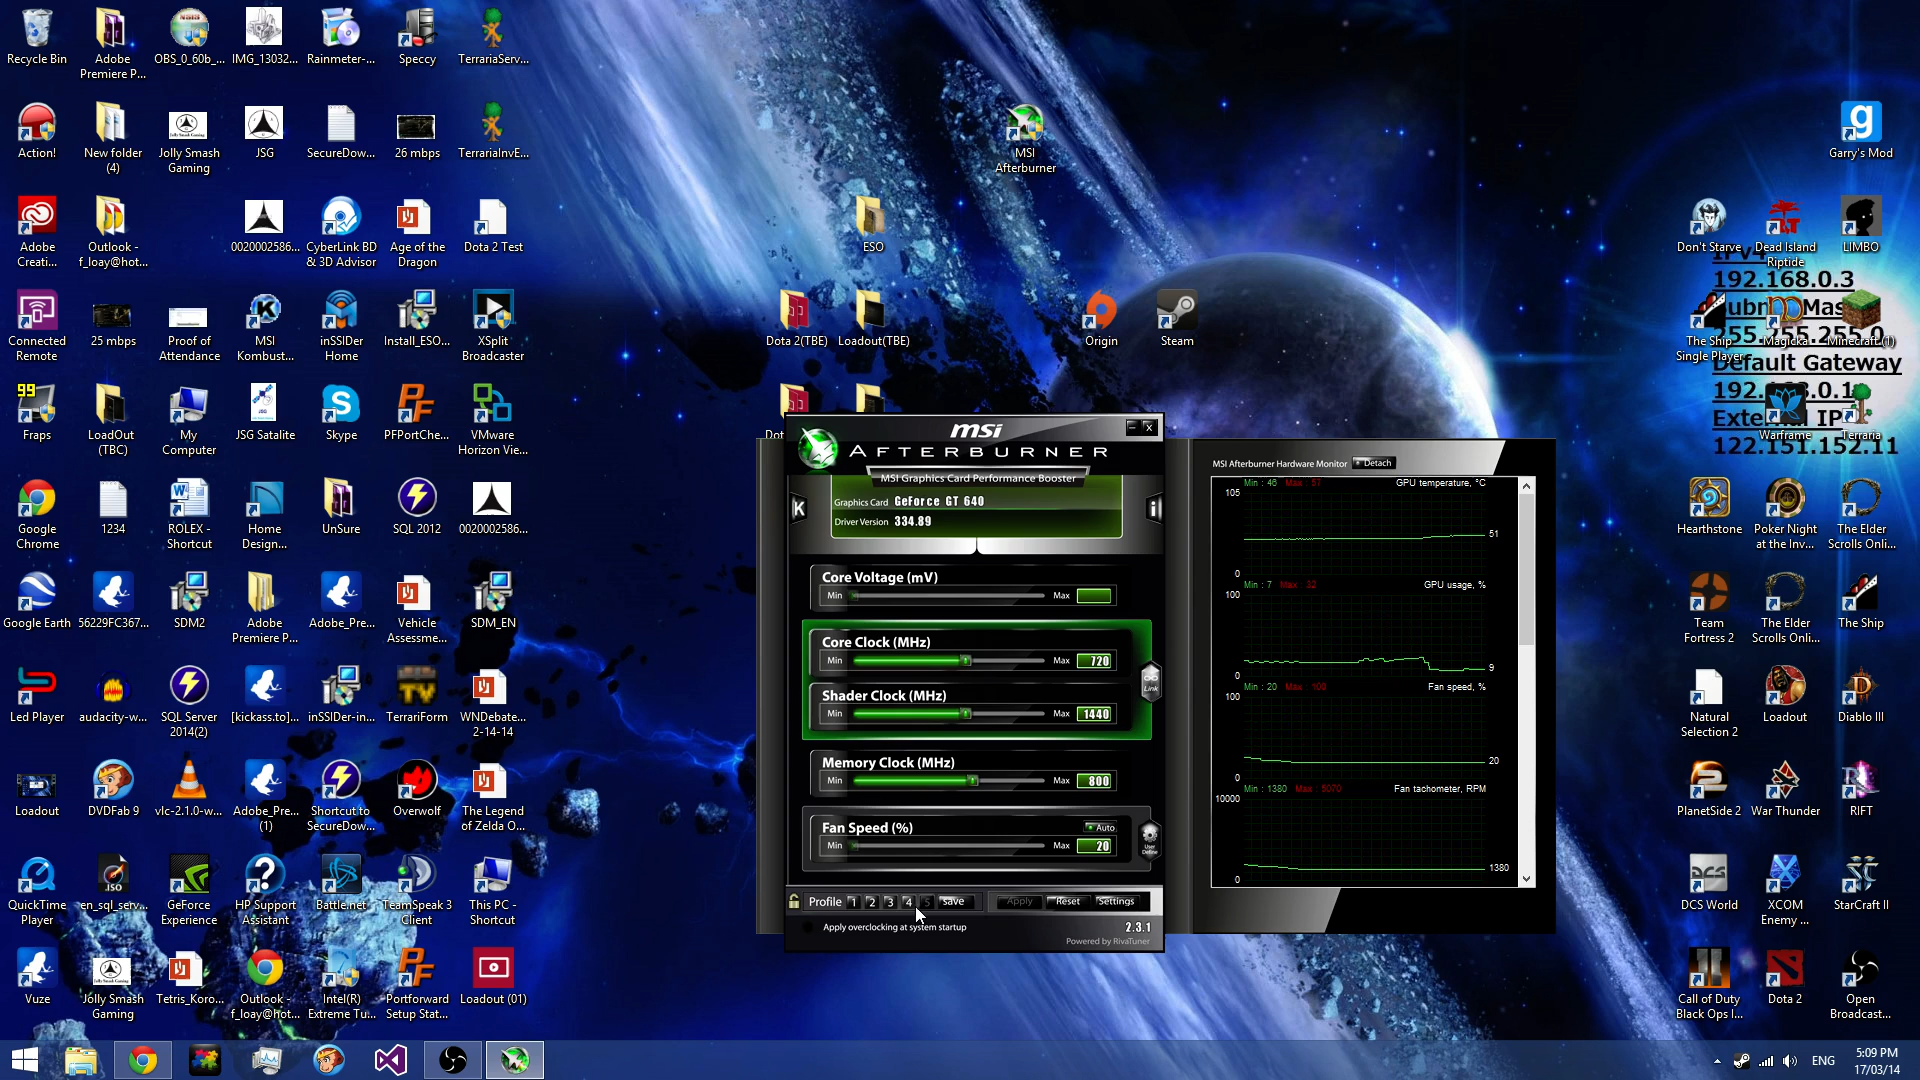 Recycle Bin
Adobe
Premiere P...
OBS_0_60b_...
IMG_13032...
Rainmeter-...
Speccy
TerrariaServ...
Action!
New folder
(4)
Jolly Smash
Gaming
JSG
SecureDow...
26 mbps
TerrariaInvE...
MSI
Afterburner
Garry's Mod
Adobe
Creati...
Outlook -
f_loay@hot...
0020002586...
CyberLink BD
& 3D Advisor
Age of the
Dragon
Dota 2 Test
ESO
Don't Starve
Dead Island
Riptide
LIMBO
IPv4
192.168.0.3
255.255.255.0
Default Gateway
External IP
122.151.152.11
Connected
Remote
25 mbps
Proof of
Attendance
MSI
Kombust...
inSSIDer
Home
Install_ESO...
XSplit
Broadcaster
Dota 2(TBE)
Loadout(TBE)
Origin
Steam
The Ship
Single Player
Magicka
Minecraft (1)
99
Fraps
LoadOut
(TBC)
My
Computer
JSG Satalite
Skype
PFPortChe...
VMware
Horizon Vie...
Warframe
Terraria
Google
Chrome
1234
ROLEX -
Shortcut
Home
Design...
UnSure
SQL 2012
0020002586...
Hearthstone
Poker Night
at the Inv...
The Elder
Scrolls Onli...
Google Earth
56229FC367...
SDM2
Adobe
Premiere P...
Adobe_Pre...
Vehicle
Assessme...
SDM_EN
Team
Fortress 2
The Elder
Scrolls Onli...
The Ship
Led Player
audacity-w...
SQL Server
2014(2)
[kickass.to]...
inSSIDer-in...
TerrariForm
WNDebate...
2-14-14
Natural
Selection 2
Loadout
Diablo III
Loadout
DVDFab 9
vlc-2.1.0-w...
Adobe_Pre...
(1)
Shortcut to
SecureDow...
Overwolf
The Legend
of Zelda O...
PlanetSide 2
War Thunder
RIFT
QuickTime
Player
en_sql_serv...
GeForce
Experience
HP Support
Assistant
Battle.net
TeamSpeak 3
Client
This PC -
Shortcut
DCS World
XCOM
Enemy ...
StarCraft II
Vuze
Jolly Smash
Gaming
Tetris_Koro...
Outlook -
f_loay@hot...
Intel(R)
Extreme Tu...
Portforward
Setup Stat...
Loadout (01)
Call of Duty
Black Ops I...
Dota 2
Open
Broadcast...
msi
AFTERBURNER
MSI Graphics Card Performance Booster
K
i
Graphics Card GeForce GT 640
Driver Version 334.89
Core Voltage (mV)
Min Max
Core Clock (MHz)
Min Max 720
Link
Shader Clock (MHz)
Min Max 1440
Memory Clock (MHz)
Min Max 800
Fan Speed (%)
Auto
Min Max 20
User
Define
Profile 1 2 3 4 5 save
Apply Reset Settings
Apply overclocking at system startup
2.3.1
Powered by RivaTuner
MSI Afterburner Hardware Monitor Detach
Min : 46 Max : 57 GPU temperature, °C
105
51
0
Min : 7 Max : 32 GPU usage, %
100
9
0
Min : 20 Max : 100 Fan speed, %
100
20
0
Min : 1380 Max : 5070 Fan tachometer, RPM
10000
1380
0
ENG
5:09 PM
17/03/14